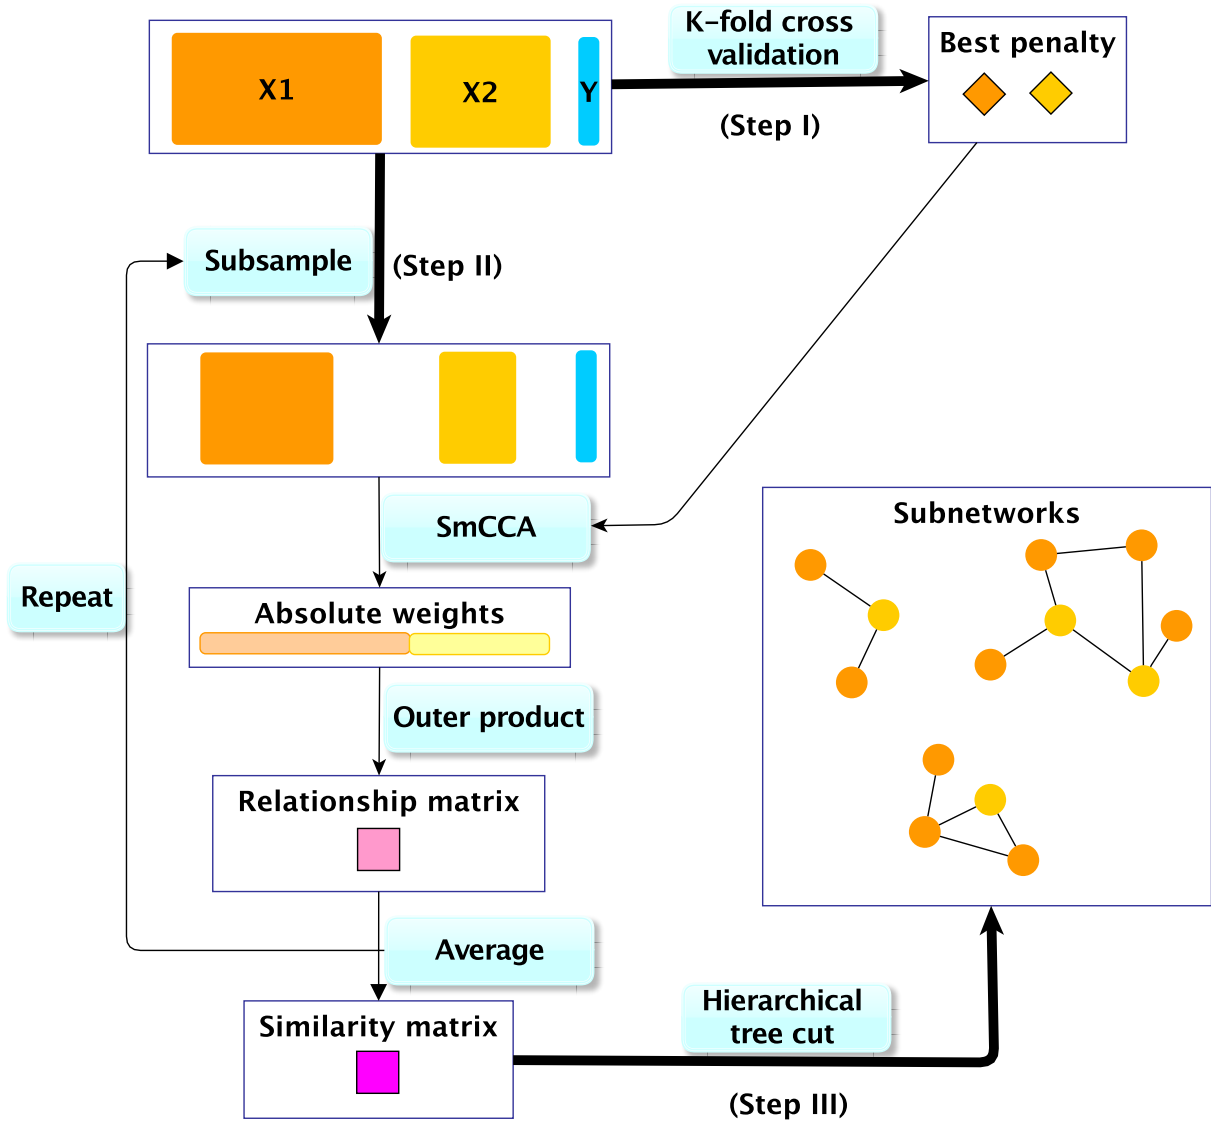 K-fold cross
validation
Best penalty
X1
X2
Y
(Step I)
Subsample
(Step II)
SmCCA
Subnetworks
Repeat
Absolute weights
Outer product
Relationship matrix
Average
Hierarchical
tree cut
Similarity matrix
(Step III)